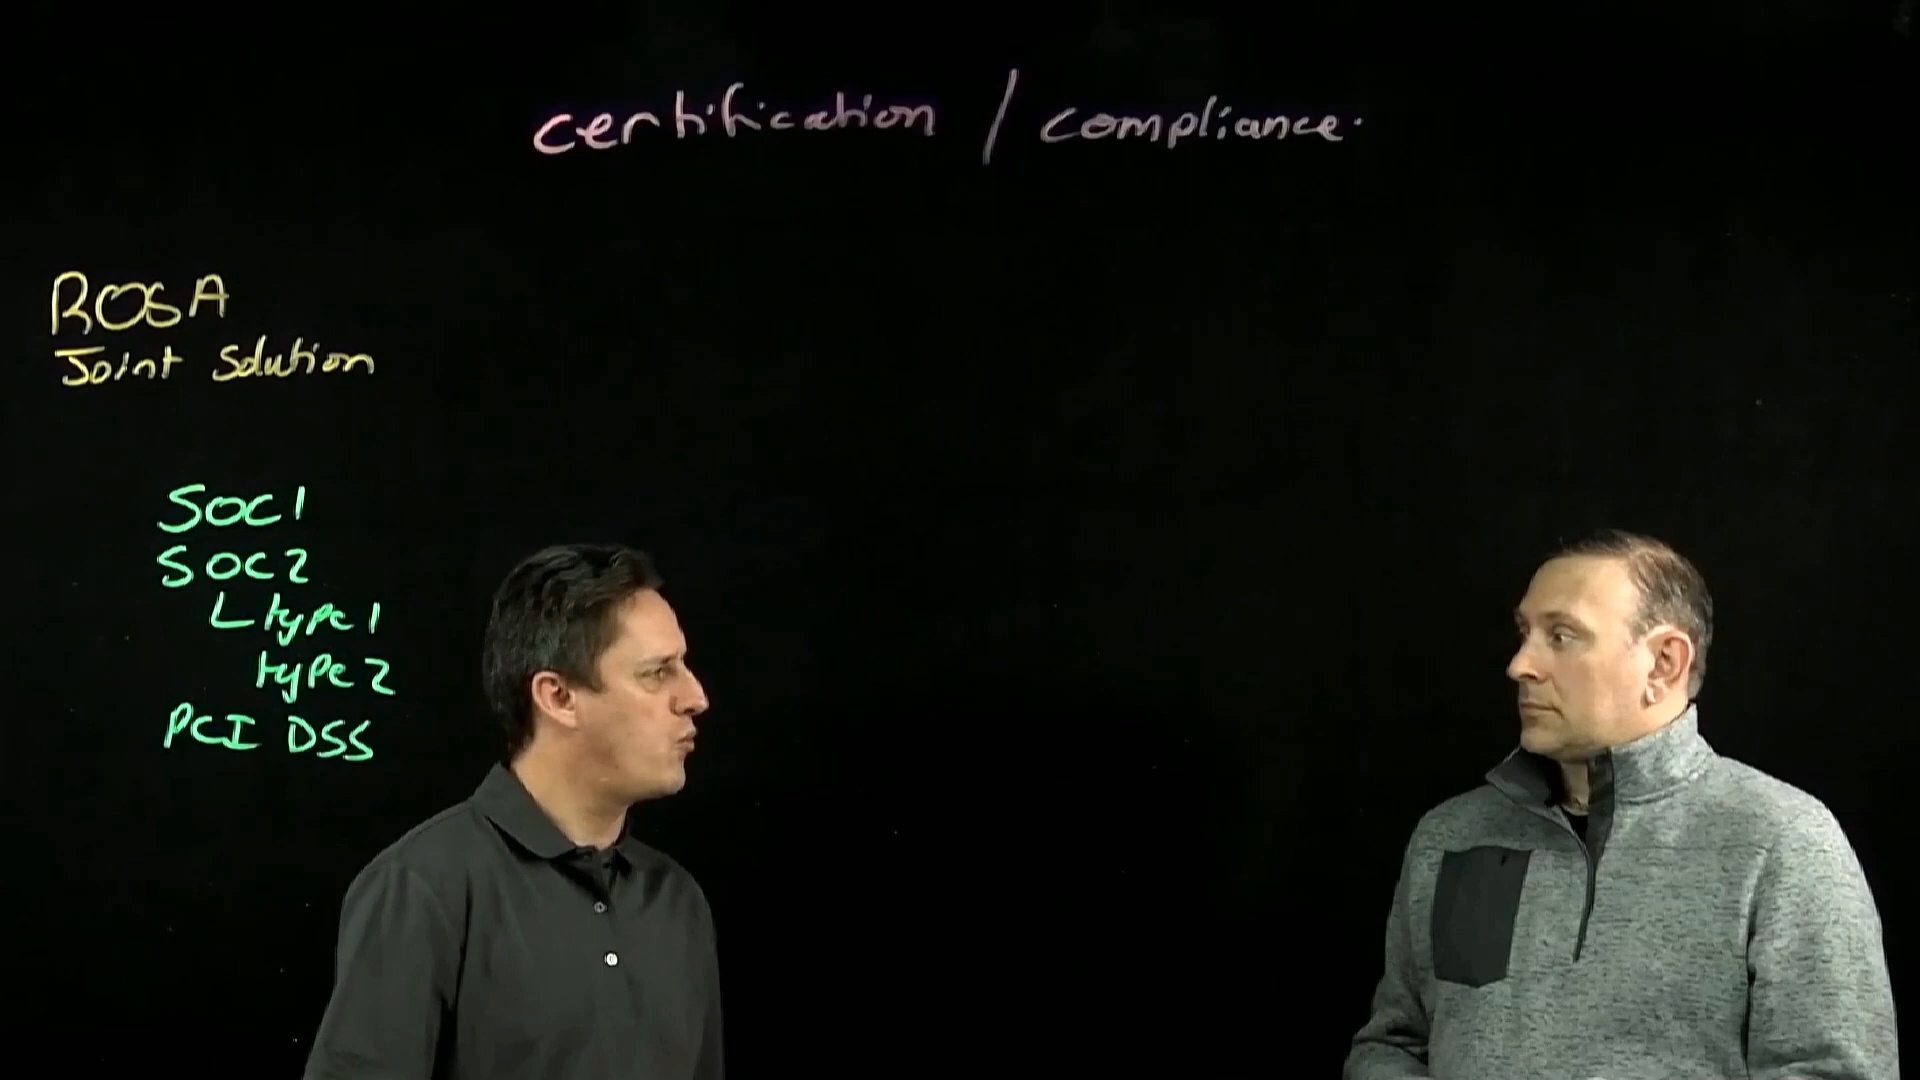 certification / compliance.
ROSA
Joint Solution
SOC1
SOC2
type 1
type 2
PCI DSS